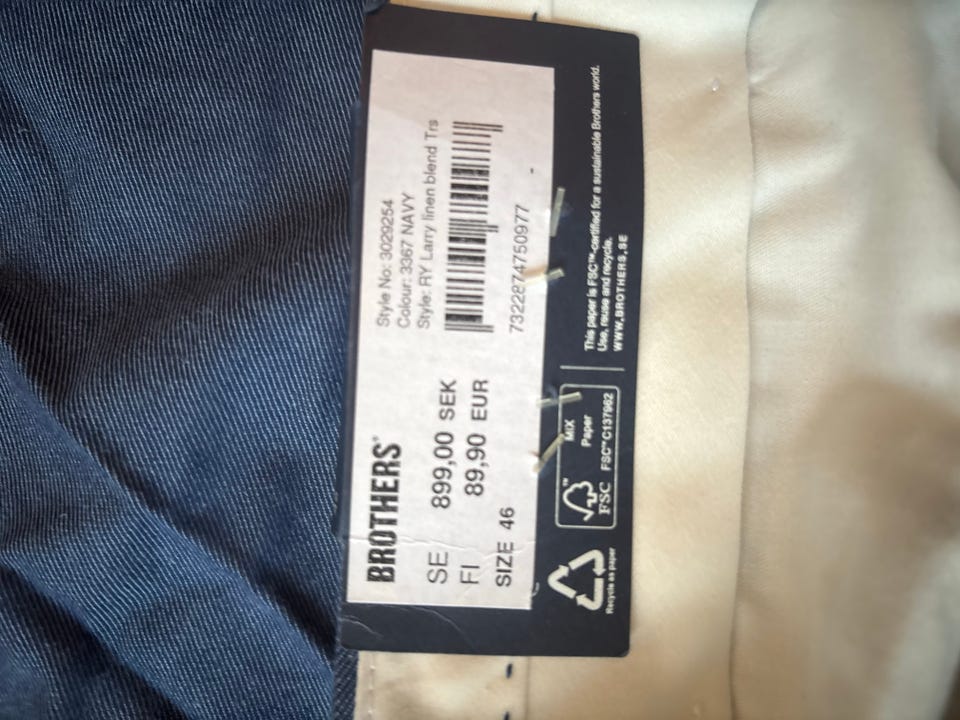 BROTHERS
SE 899,00 SEK
FI 89,90 EUR
SIZE 46
Style No: 3029254
Colour: 3367 NAVY
Style: RY Larry linen blend Trs
7322874750977
Recycle as paper
FSC™
MIX
Paper
FSC™ C137962
This paper is FSC™-certified for a sustainable Brothers world.
Use, reuse and recycle.
WWW.BROTHERS.SE